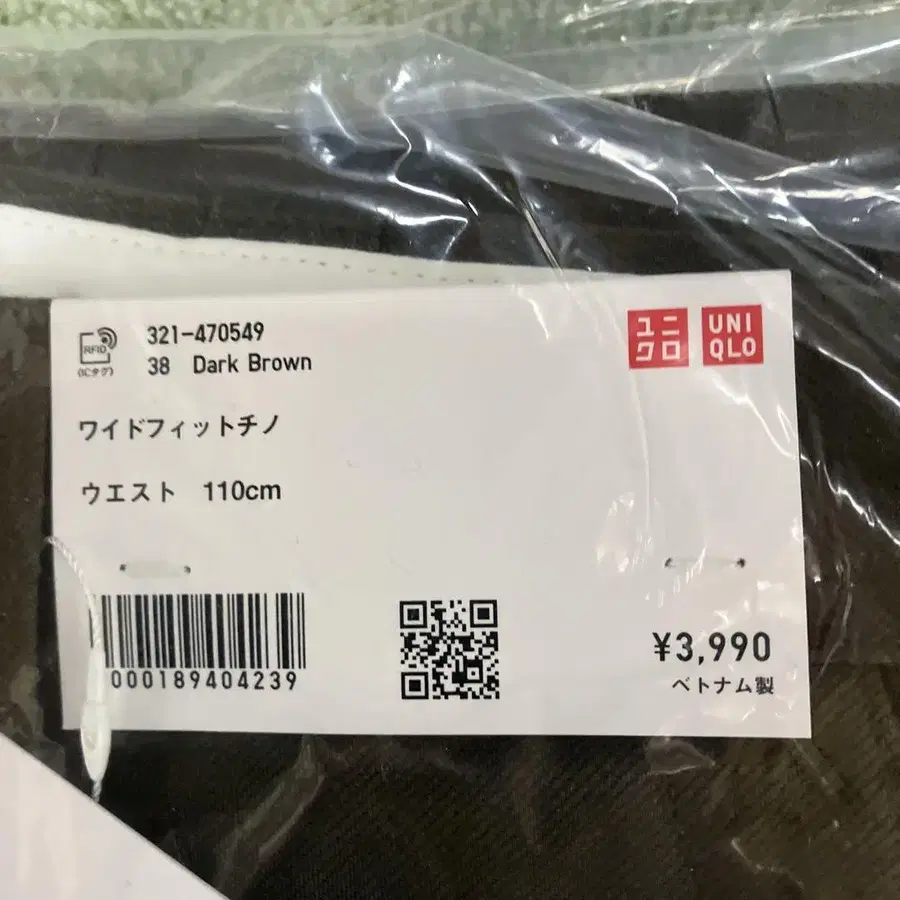 321-470549
38 Dark Brown
RFID
(ICタグ)
ユニ
クロ
UNI
QLO
ワイドフィットチノ
ウエスト 110cm
000189404239
¥3,990
ベトナム製